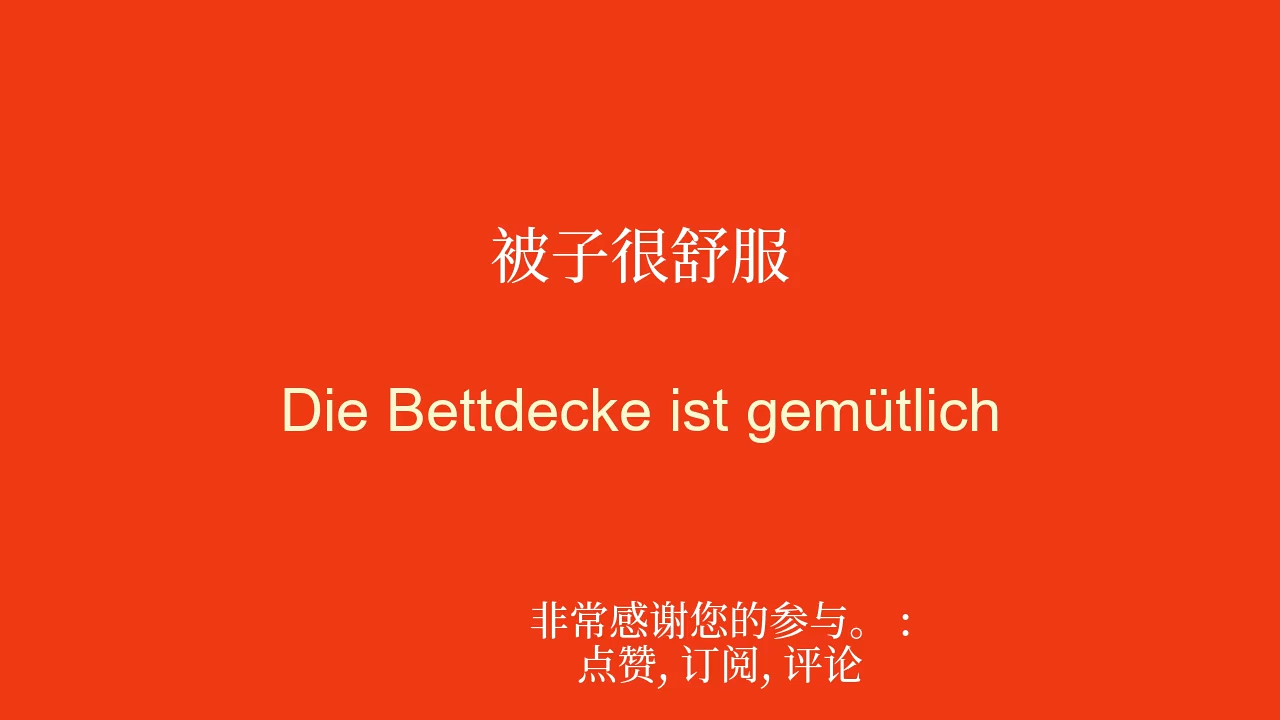 被子很舒服
Die Bettdecke ist gemütlich
非常感谢您的参与。 :
点赞, 订阅, 评论